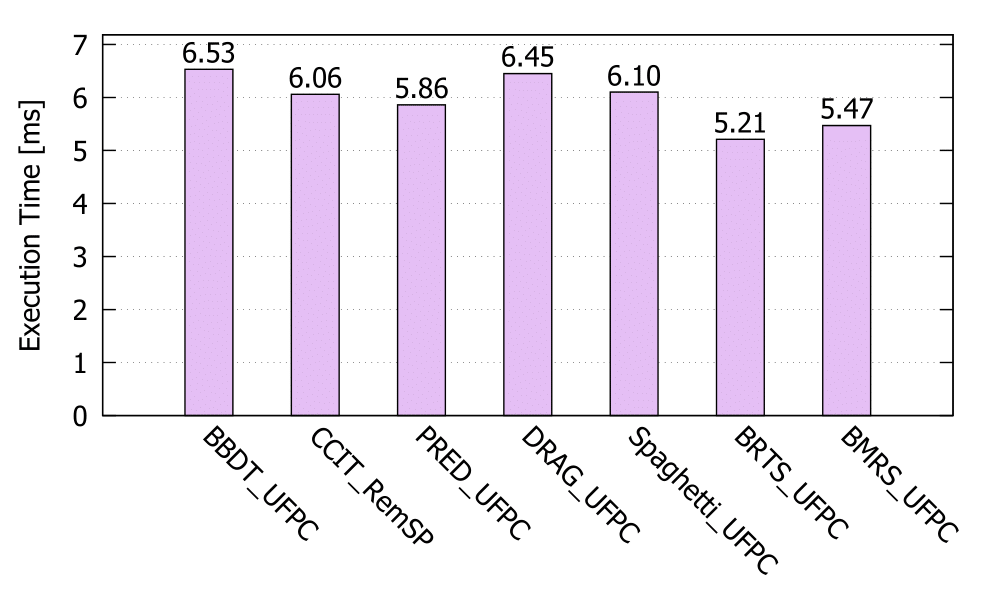 Execution Time [ms]
7
6
5
4
3
2
1
0
6.53
6.06
5.86
6.45
6.10
5.21
5.47
BBDT_UFPC
CCIT_RemSP
PRED_UFPC
DRAG_UFPC
Spaghetti_UFPC
BRTS_UFPC
BMRS_UFPC